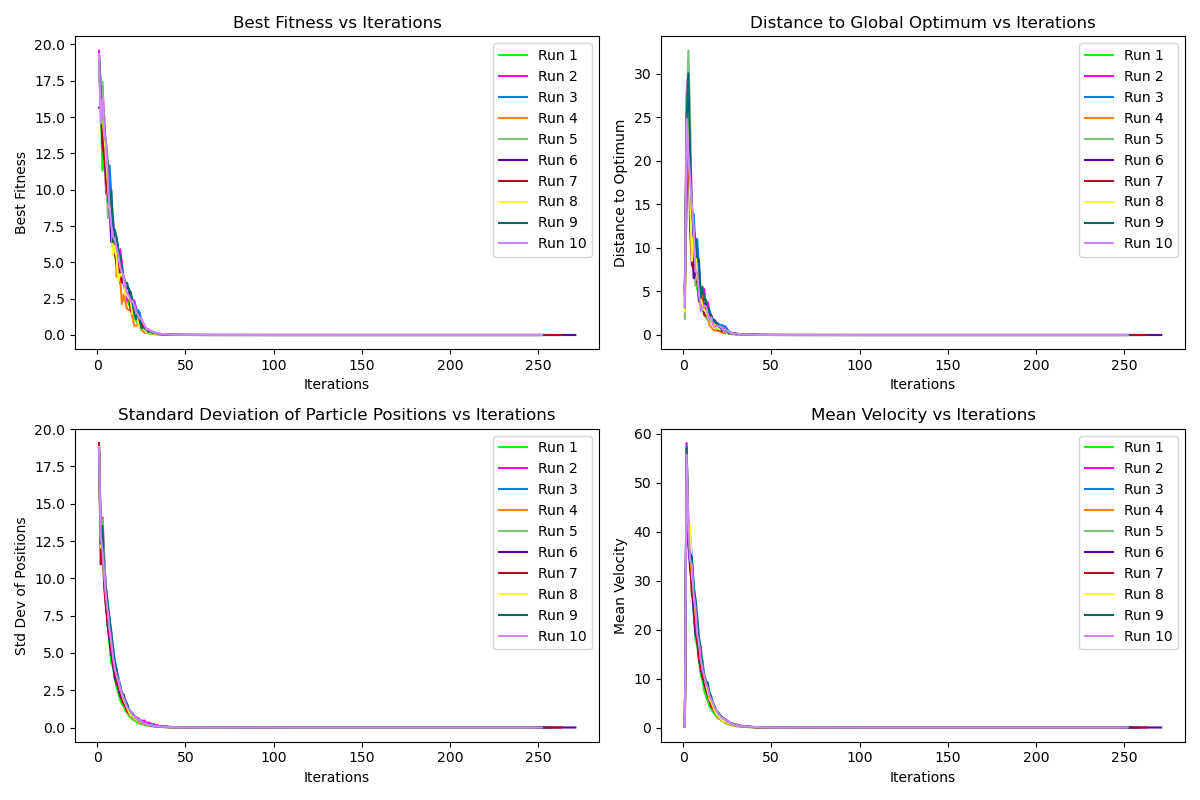 Best Fitness vs Iterations
Best Fitness
20.0
17.5
15.0
12.5
10.0
7.5
5.0
2.5
0.0
0 50 100 150 200 250
Iterations
Run 1
Run 2
Run 3
Run 4
Run 5
Run 6
Run 7
Run 8
Run 9
Run 10
Distance to Global Optimum vs Iterations
Distance to Optimum
30
25
20
15
10
5
0
0 50 100 150 200 250
Iterations
Run 1
Run 2
Run 3
Run 4
Run 5
Run 6
Run 7
Run 8
Run 9
Run 10
Standard Deviation of Particle Positions vs Iterations
Std Dev of Positions
20.0
17.5
15.0
12.5
10.0
7.5
5.0
2.5
0.0
0 50 100 150 200 250
Iterations
Run 1
Run 2
Run 3
Run 4
Run 5
Run 6
Run 7
Run 8
Run 9
Run 10
Mean Velocity vs Iterations
Mean Velocity
60
50
40
30
20
10
0
0 50 100 150 200 250
Iterations
Run 1
Run 2
Run 3
Run 4
Run 5
Run 6
Run 7
Run 8
Run 9
Run 10